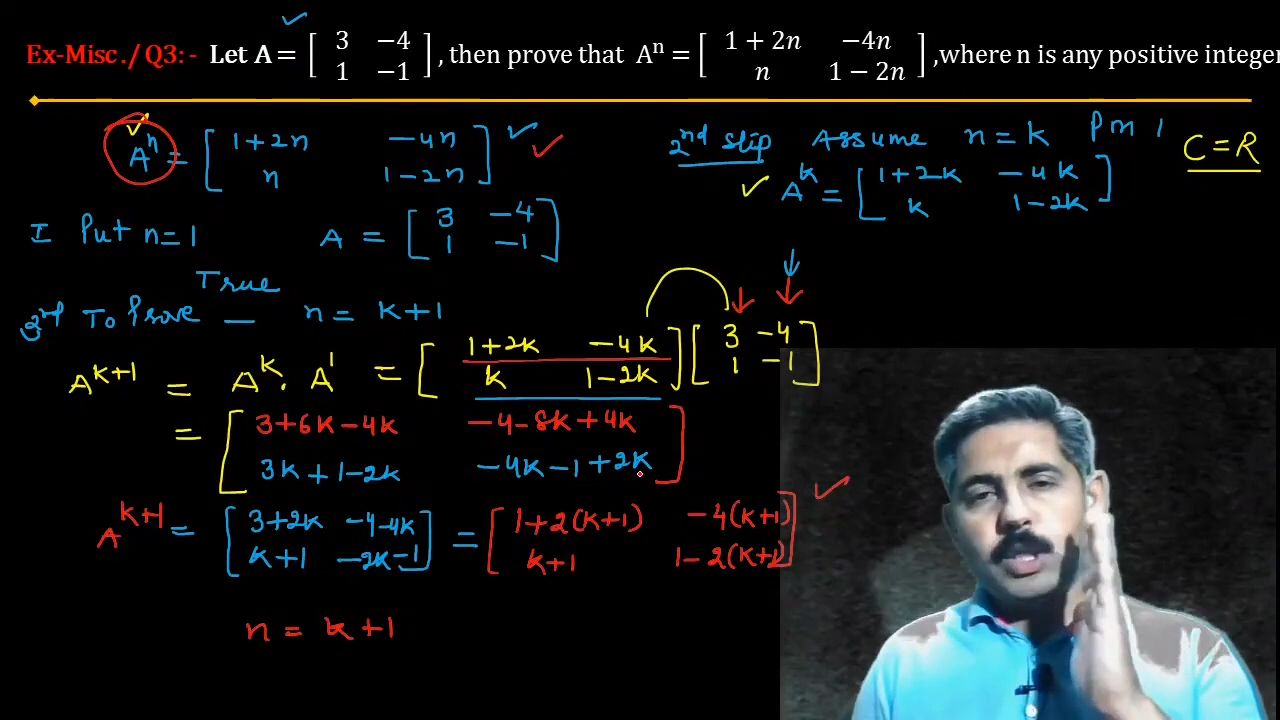 Ex-Misc./Q3:- Let A = [ 3 −4 ; 1 −1 ], then prove that Aⁿ = [ 1 + 2n −4n ; n 1 − 2n ], where n is any positive integer
Aⁿ = [ 1+2n −4n ; n 1−2n ]
I Put n=1 A = [ 3 −4 ; 1 −1 ]
True
2nd Step Assume n=k
Aᵏ = [ 1+2k −4k ; k 1−2k ]
C=R
To Prove — n = k+1
Aᵏ⁺¹ = Aᵏ. A¹ = [ 1+2k −4k ; k 1−2k ] [ 3 −4 ; 1 −1 ]
= [ 3+6k−4k −4−8k+4k ; 3k+1−2k −4k−1+2k ]
Aᵏ⁺¹ = [ 3+2k −4−4k ; k+1 −2k−1 ] = [ 1+2(k+1) −4(k+1) ; k+1 1−2(k+1) ]
n = k+1